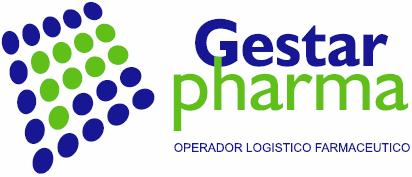 Gestar
pharma
OPERADOR LOGISTICO FARMACEUTICO